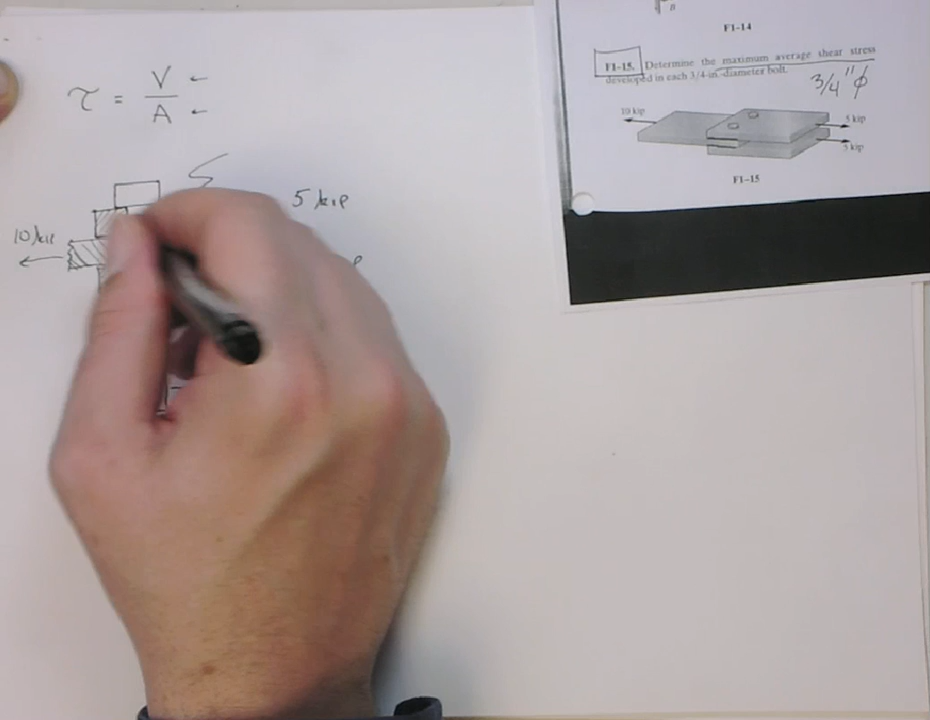 F1–14
F1–15. Determine the maximum average shear stress
developed in each 3/4-in.-diameter bolt.
3/4" ϕ
10 kip
5 kip
5 kip
F1–15
τ = V / A
5 kip
10 kip